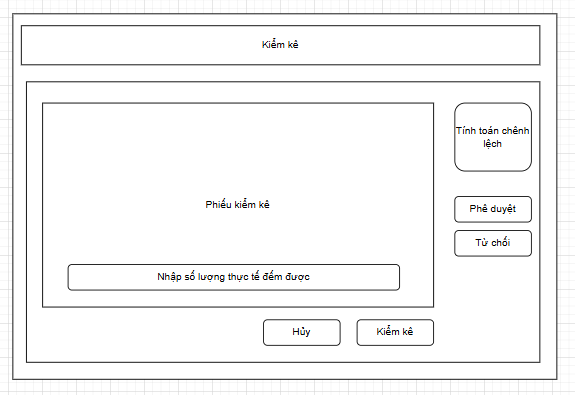 Kiểm kê
Tính toán chênh
lệch
Phiếu kiểm kê
Phê duyệt
Từ chối
Nhập số lượng thực tế đếm được
Hủy
Kiểm kê